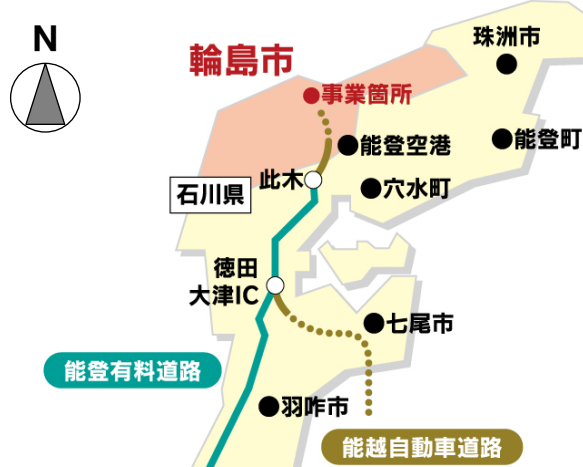 N
珠洲市
輪島市
事業箇所
能登空港
能登町
此木
穴水町
石川県
徳田
大津IC
七尾市
能登有料道路
羽咋市
能越自動車道路